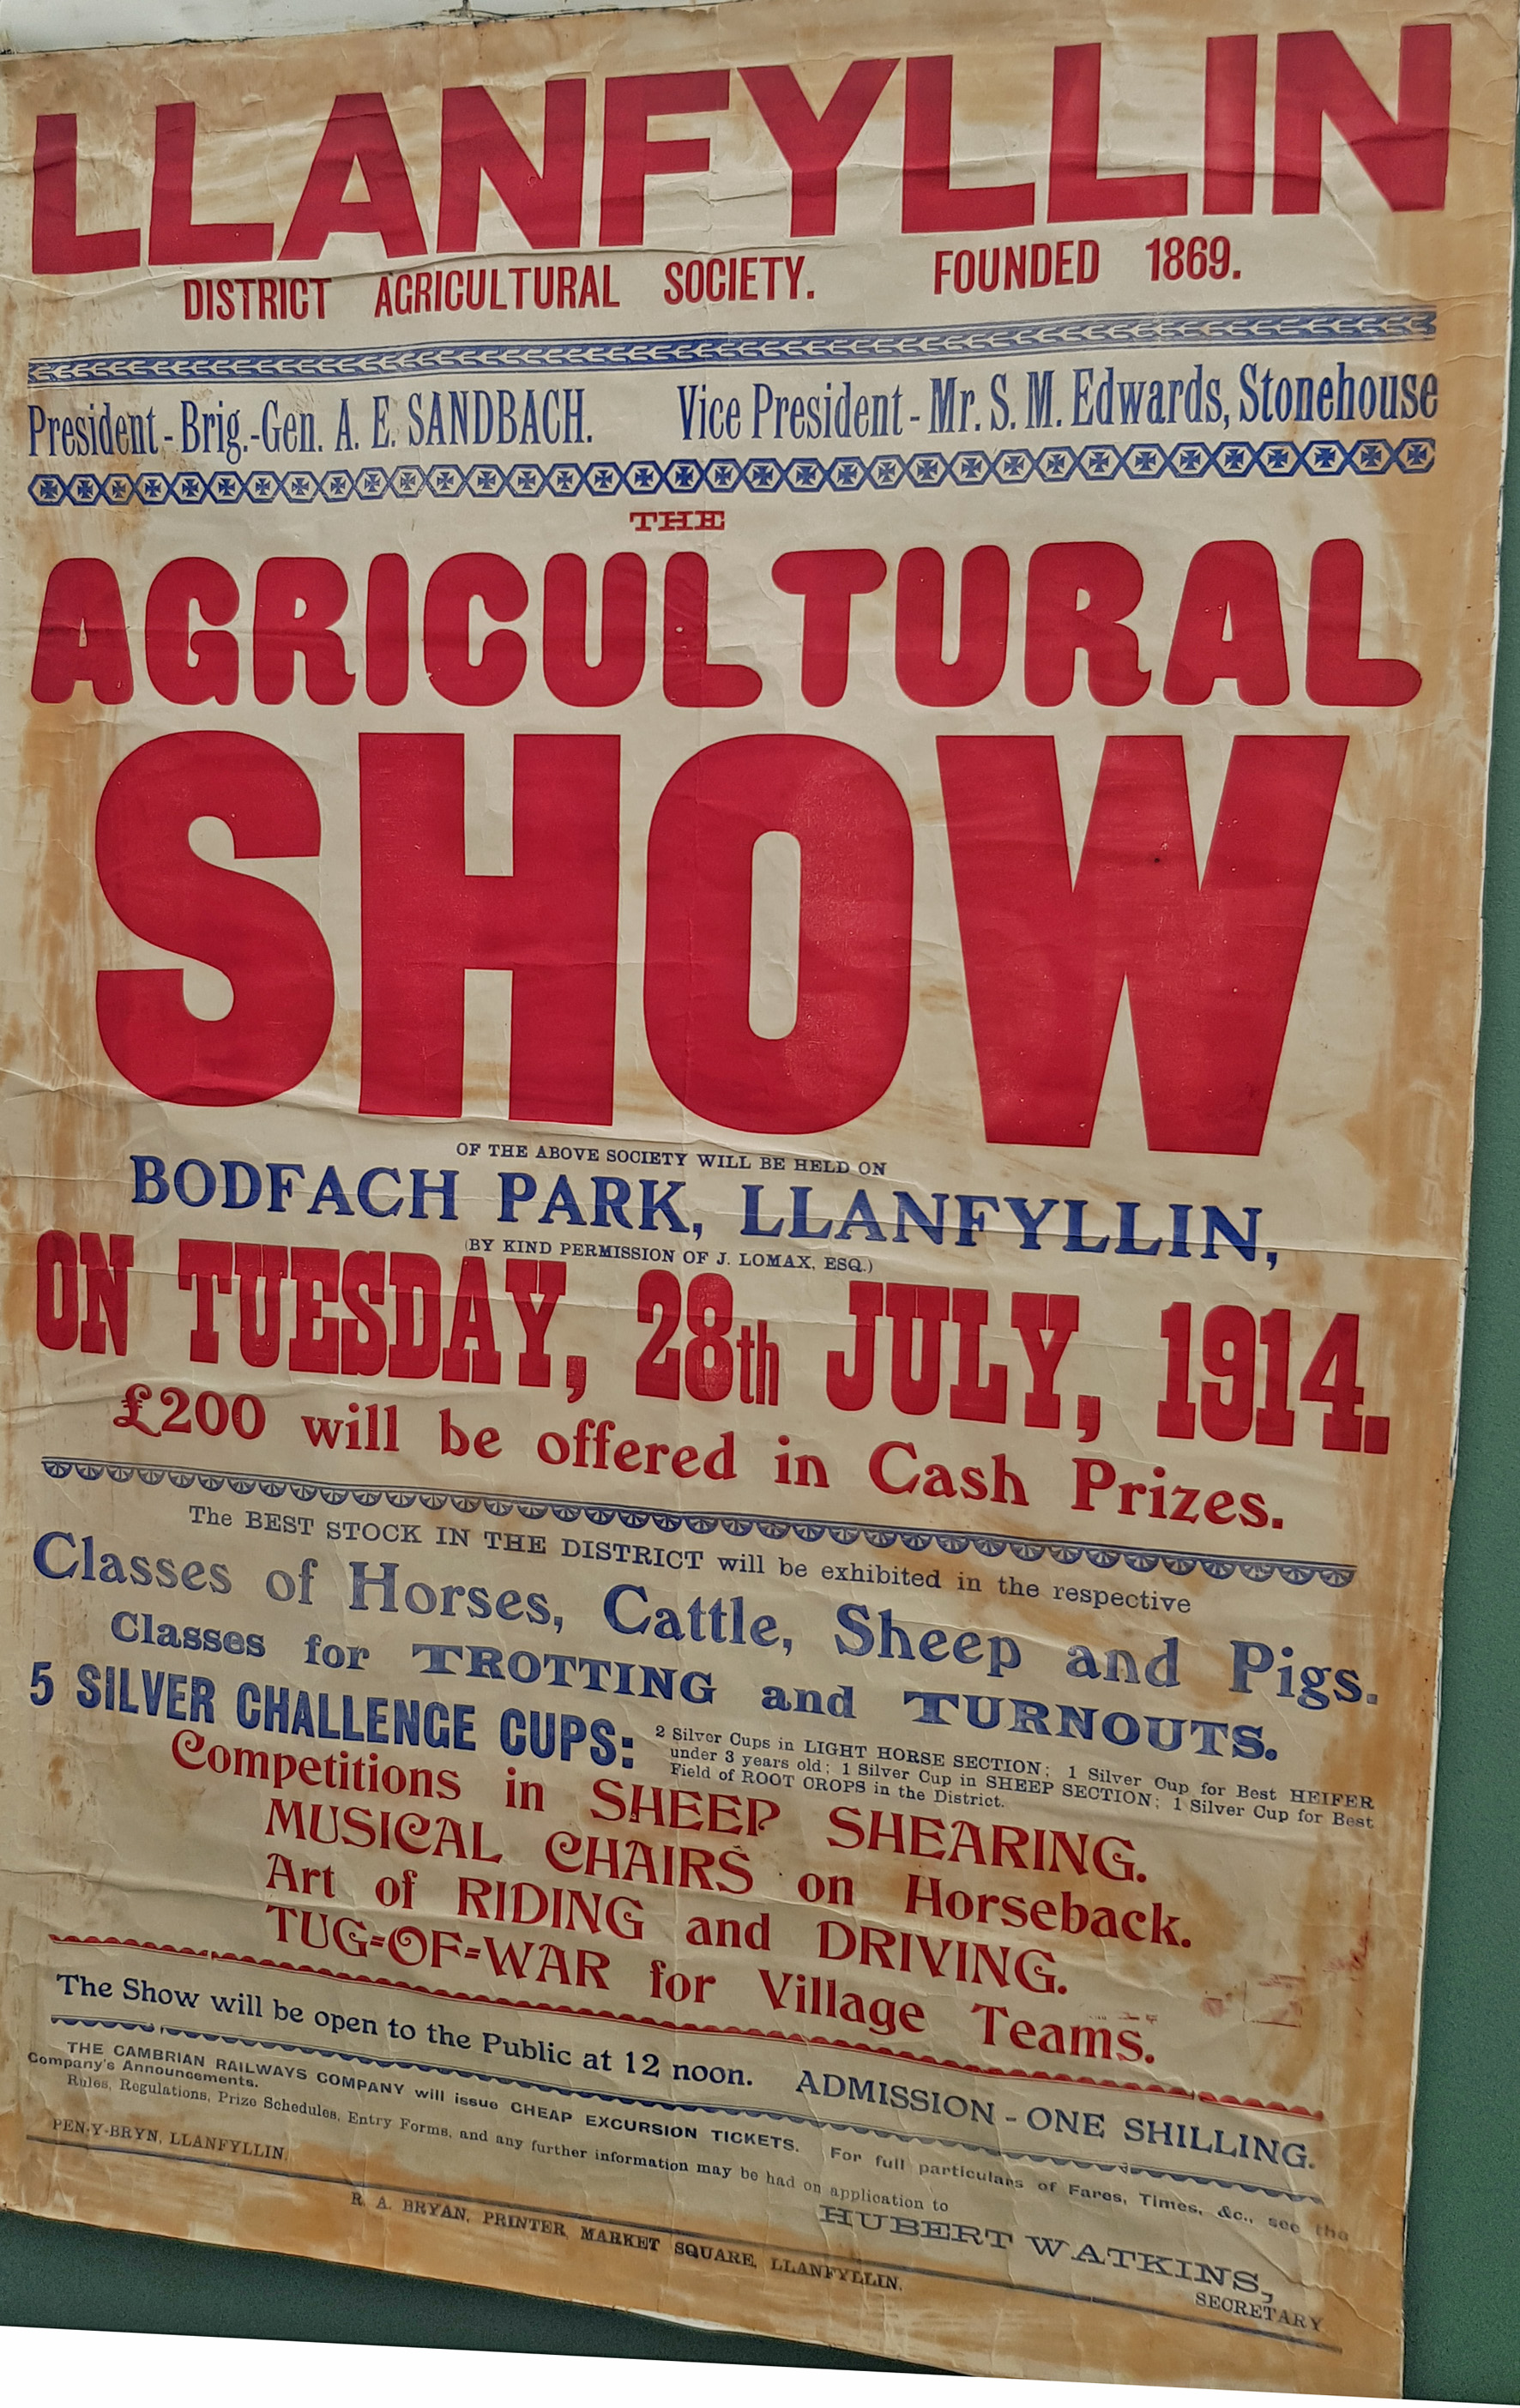 LLANFYLLIN
DISTRICT AGRICULTURAL SOCIETY. FOUNDED 1869.
President - Brig.-Gen. A. E. SANDBACH. Vice President - Mr. S. M. Edwards, Stonehouse
THE
AGRICULTURAL
SHOW
OF THE ABOVE SOCIETY WILL BE HELD ON
BODFACH PARK, LLANFYLLIN,
(BY KIND PERMISSION OF J. LOMAX, ESQ.)
ON TUESDAY, 28th JULY, 1914.
£200 will be offered in Cash Prizes.
The BEST STOCK IN THE DISTRICT will be exhibited in the respective
Classes of Horses, Cattle, Sheep and Pigs.
Classes for TROTTING and TURNOUTS.
5 SILVER CHALLENGE CUPS:
2 Silver Cups in LIGHT HORSE SECTION; 1 Silver Cup for Best HEIFER
under 3 years old; 1 Silver Cup in SHEEP SECTION; 1 Silver Cup for Best
Field of ROOT CROPS in the District.
Competitions in SHEEP SHEARING.
MUSICAL CHAIRS on Horseback.
Art of RIDING and DRIVING.
TUG=OF=WAR for Village Teams.
The Show will be open to the Public at 12 noon. ADMISSION - ONE SHILLING.
THE CAMBRIAN RAILWAYS COMPANY will issue CHEAP EXCURSION TICKETS. For full particulars of Fares, Times, &c., see the
Company's Announcements.
Rules, Regulations, Prize Schedules, Entry Forms, and any further information may be had on application to
PEN-Y-BRYN, LLANFYLLIN. HUBERT WATKINS,
SECRETARY
R. A. BRYAN, PRINTER, MARKET SQUARE, LLANFYLLIN.